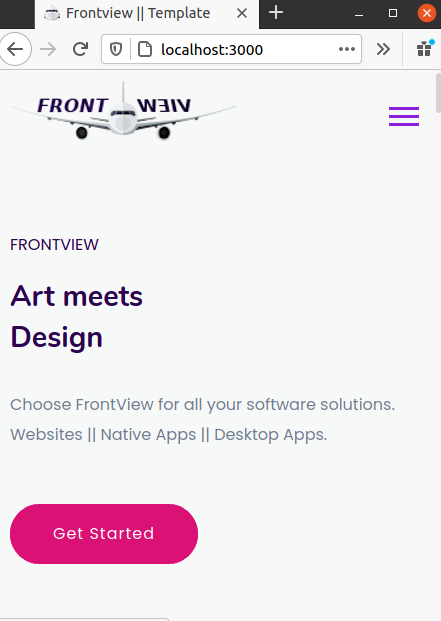 Frontview || Template
localhost:3000
FRONT VIEW
FRONTVIEW
Art meets
Design
Choose FrontView for all your software solutions.
Websites || Native Apps || Desktop Apps.
Get Started